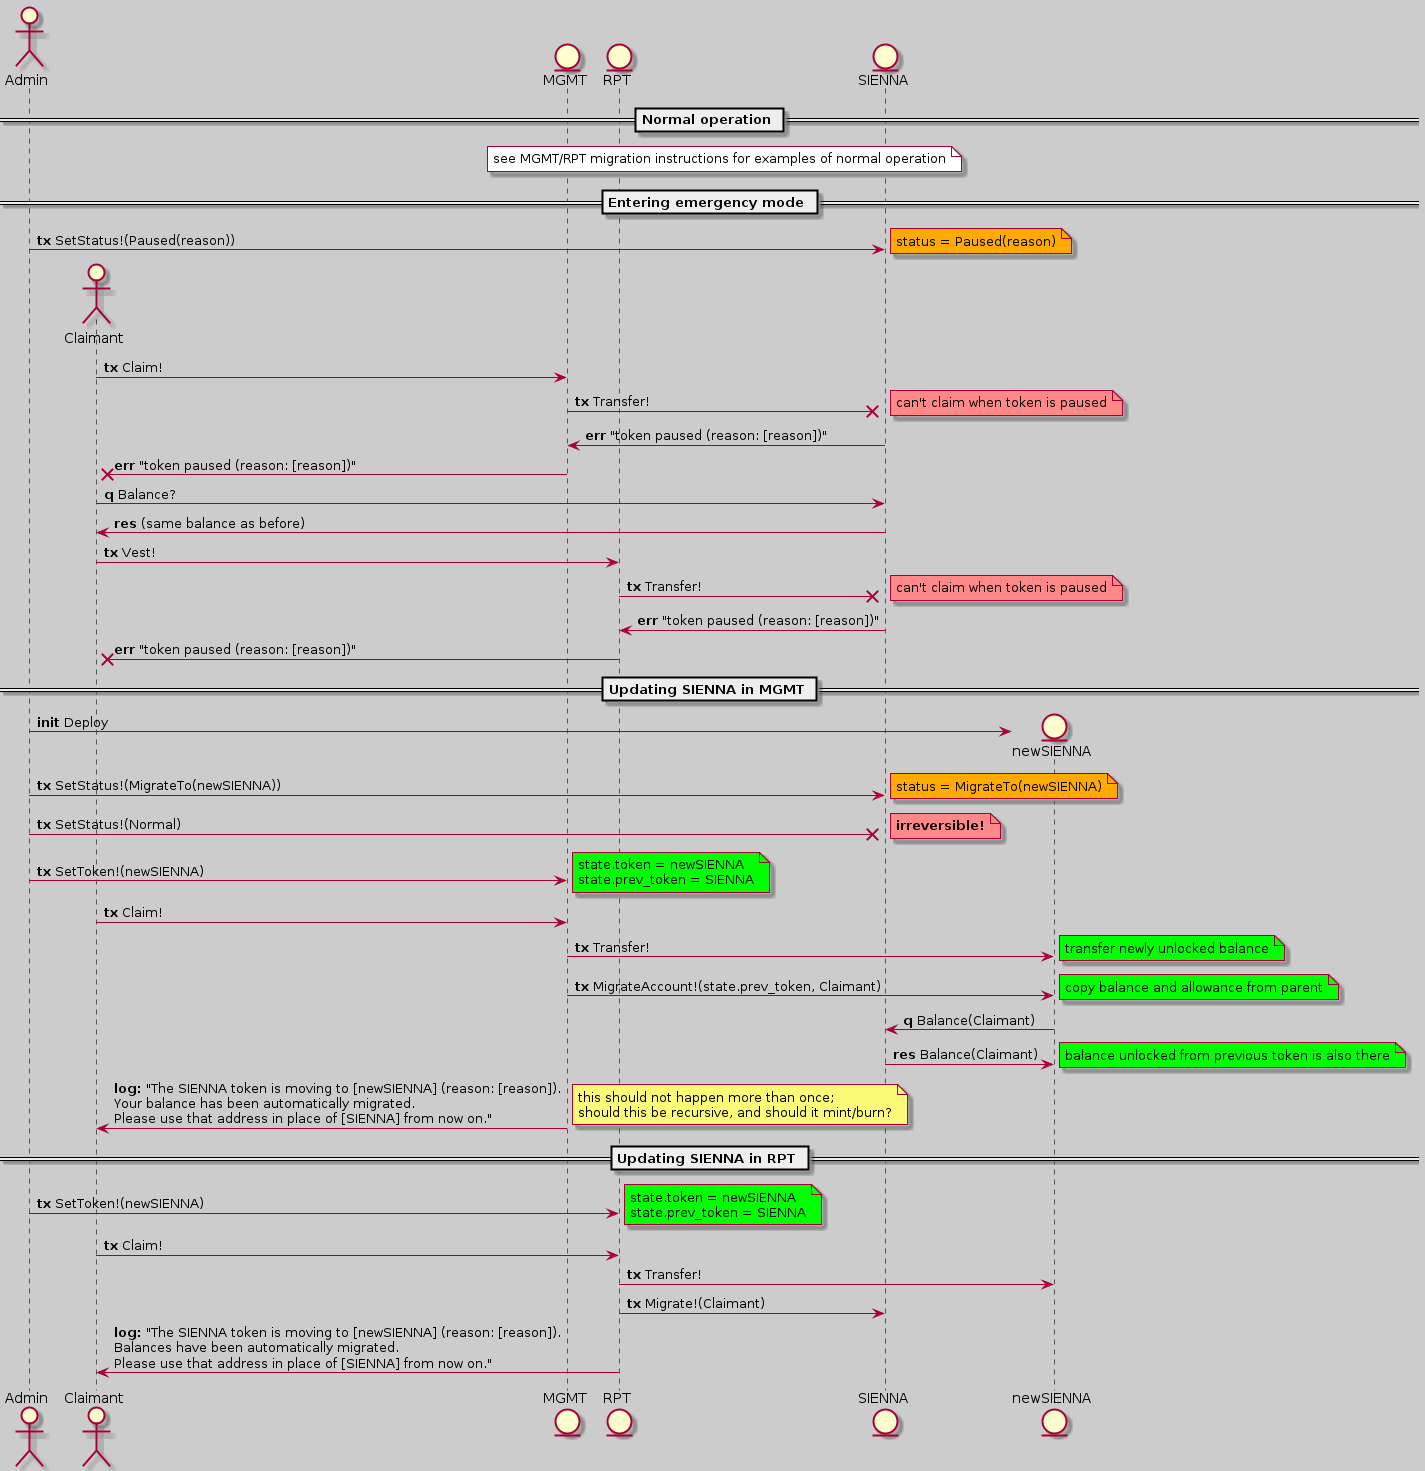 Admin
MGMT
RPT
SIENNA
Normal operation
see MGMT/RPT migration instructions for examples of normal operation
Entering emergency mode
tx SetStatus!(Paused(reason))
status = Paused(reason)
Claimant
tx Claim!
tx Transfer!
can't claim when token is paused
err "token paused (reason: [reason])"
err "token paused (reason: [reason])"
q Balance?
res (same balance as before)
tx Vest!
tx Transfer!
can't claim when token is paused
err "token paused (reason: [reason])"
err "token paused (reason: [reason])"
Updating SIENNA in MGMT
init Deploy
newSIENNA
tx SetStatus!(MigrateTo(newSIENNA))
status = MigrateTo(newSIENNA)
tx SetStatus!(Normal)
irreversible!
tx SetToken!(newSIENNA)
state.token = newSIENNA
state.prev_token = SIENNA
tx Claim!
tx Transfer!
transfer newly unlocked balance
tx MigrateAccount!(state.prev_token, Claimant)
copy balance and allowance from parent
q Balance(Claimant)
res Balance(Claimant)
balance unlocked from previous token is also there
log: "The SIENNA token is moving to [newSIENNA] (reason: [reason]).
Your balance has been automatically migrated.
Please use that address in place of [SIENNA] from now on."
this should not happen more than once;
should this be recursive, and should it mint/burn?
Updating SIENNA in RPT
tx SetToken!(newSIENNA)
state.token = newSIENNA
state.prev_token = SIENNA
tx Claim!
tx Transfer!
tx Migrate!(Claimant)
log: "The SIENNA token is moving to [newSIENNA] (reason: [reason]).
Balances have been automatically migrated.
Please use that address in place of [SIENNA] from now on."
Admin
Claimant
MGMT
RPT
SIENNA
newSIENNA